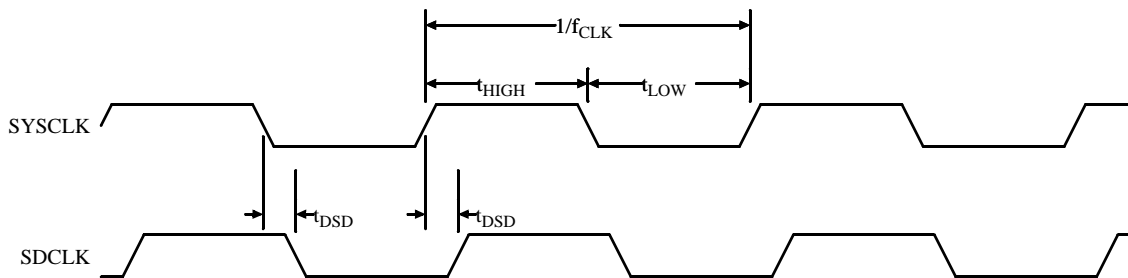 1/fCLK
tHIGH
tLOW
SYSCLK
tDSD
tDSD
SDCLK